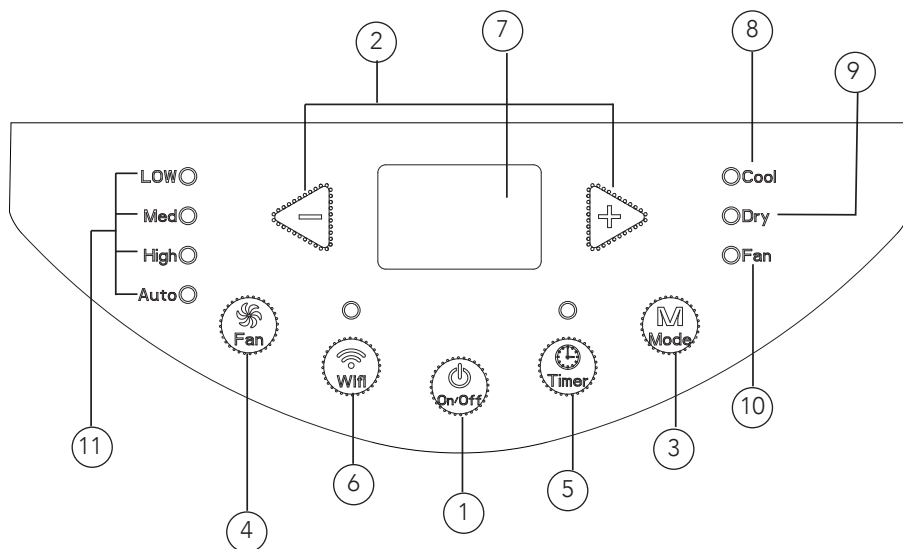 2
7
8
9
LOW
Med
High
Auto
−
+
Cool
Dry
Fan
Fan
Wifi
On/Off
Timer
M
Mode
11
6
1
5
3
10
4